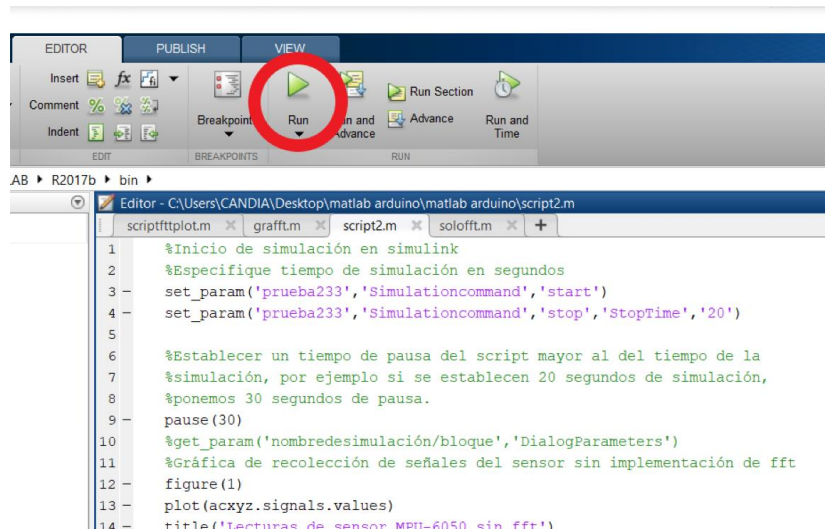 EDITOR PUBLISH VIEW
Insert fx
Comment Run Section
Breakpoint Run and Advance Run and
Indent Advance Time
EDIT BREAKPOINTS RUN
AB R2017b bin
Editor - C:\Users\CANDIA\Desktop\matlab arduino\matlab arduino\script2.m
scriptfttplot.m grafft.m script2.m solofft.m +
1 %Inicio de simulación en simulink
2 %Especifique tiempo de simulación en segundos
3 - set_param('prueba233','Simulationcommand','start')
4 - set_param('prueba233','Simulationcommand','stop','StopTime','20')
5
6 %Establecer un tiempo de pausa del script mayor al del tiempo de la
7 %simulación, por ejemplo si se establecen 20 segundos de simulación,
8 %ponemos 30 segundos de pausa.
9 - pause(30)
10 %get_param('nombredesimulación/bloque','DialogParameters')
11 %Gráfica de recolección de señales del sensor sin implementación de fft
12 - figure(1)
13 - plot(acxyz.signals.values)
14 - title('Lecturas de sensor MPU-6050 sin fft')